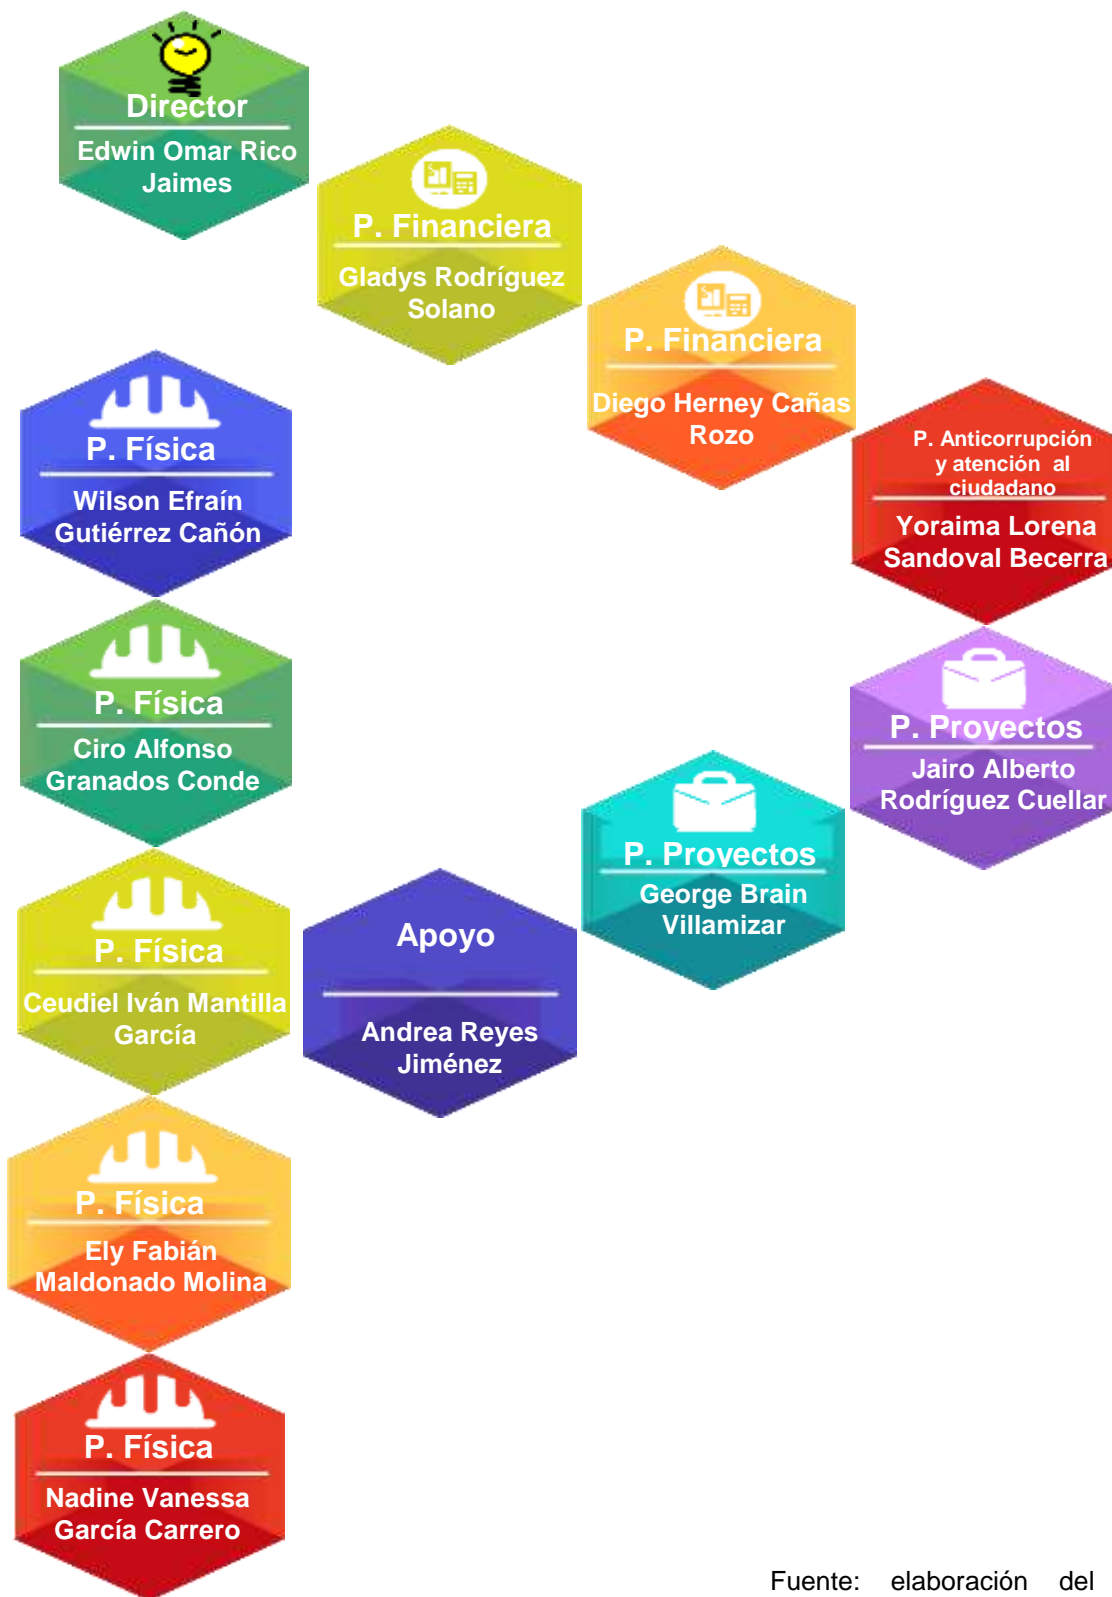 Director
Edwin Omar Rico
Jaimes
P. Financiera
Gladys Rodríguez
Solano
P. Financiera
Diego Herney Cañas
Rozo
P. Anticorrupción
y atención al
ciudadano
Yoraima Lorena
Sandoval Becerra
P. Proyectos
Jairo Alberto
Rodríguez Cuellar
P. Proyectos
George Brain
Villamizar
Apoyo
Andrea Reyes
Jiménez
P. Física
Wilson Efraín
Gutiérrez Cañón
P. Física
Ciro Alfonso
Granados Conde
P. Física
Ceudiel Iván Mantilla
García
P. Física
Ely Fabián
Maldonado Molina
P. Física
Nadine Vanessa
García Carrero
Fuente: elaboración del